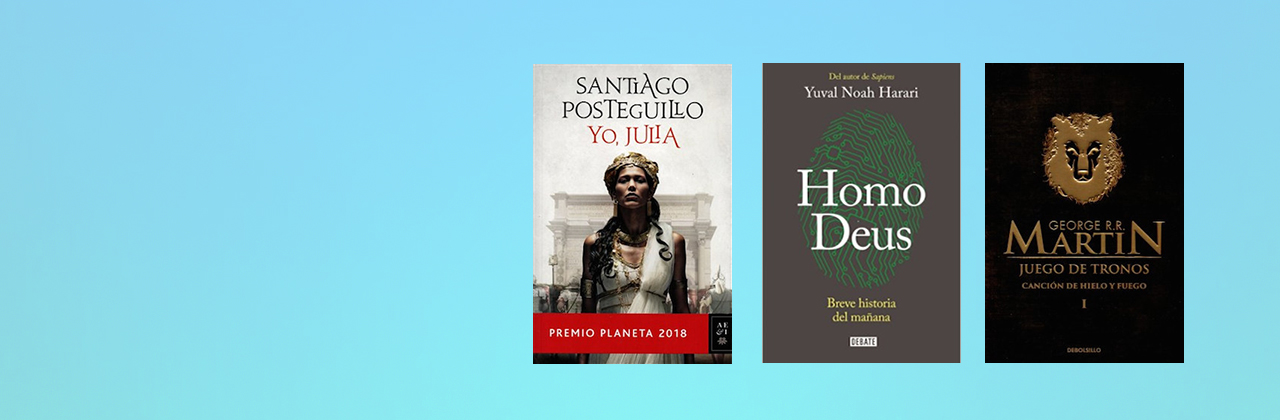 SANTIAGO
POSTEGUILLO
YO, JULIA
PREMIO PLANETA 2018
AE
&I
Del autor de Sapiens
Yuval Noah Harari
Homo
Deus
Breve historia
del mañana
DEBATE
GEORGE R.R.
MARTIN
JUEGO DE TRONOS
CANCIÓN DE HIELO Y FUEGO
I
DEBOLSILLO